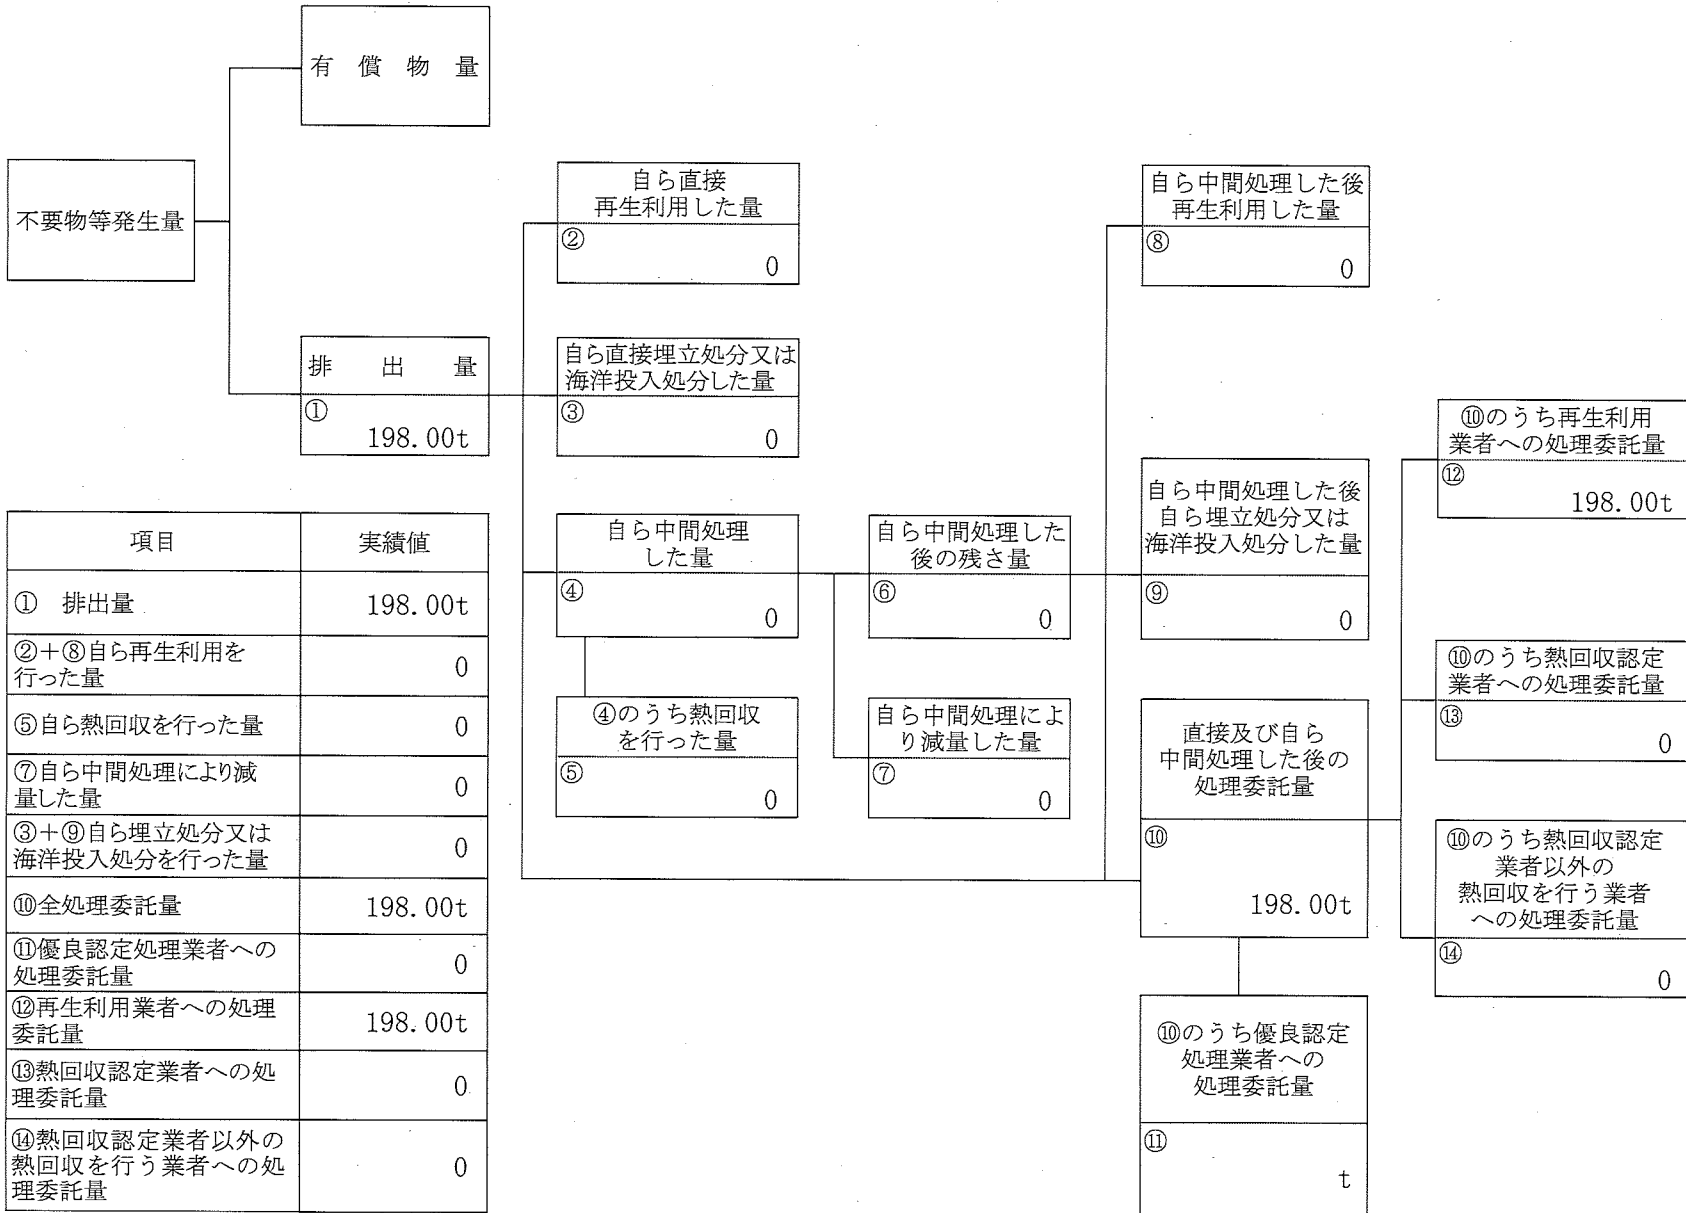 有 償 物 量
不要物等発生量
排 出 量
①
198.00t
自ら直接
再生利用した量
②
0
自ら直接埋立処分又は
海洋投入処分した量
③
0
自ら中間処理
した量
④
0
④のうち熱回収
を行った量
⑤
0
自ら中間処理した
後の残さ量
⑥
0
自ら中間処理によ
り減量した量
⑦
0
自ら中間処理した後
再生利用した量
⑧
0
自ら中間処理した後
自ら埋立処分又は
海洋投入処分した量
⑨
0
直接及び自ら
中間処理した後の
処理委託量
⑩
198.00t
⑩のうち優良認定
処理業者への
処理委託量
⑪
t
⑩のうち再生利用
業者への処理委託量
⑫
198.00t
⑩のうち熱回収認定
業者への処理委託量
⑬
0
⑩のうち熱回収認定
業者以外の
熱回収を行う業者
への処理委託量
⑭
0
項目 実績値
① 排出量 198.00t
②+⑧自ら再生利用を
行った量
0
⑤自ら熱回収を行った量 0
⑦自ら中間処理により減
量した量
0
③+⑨自ら埋立処分又は
海洋投入処分を行った量
0
⑩全処理委託量 198.00t
⑪優良認定処理業者への
処理委託量
0
⑫再生利用業者への処理
委託量
198.00t
⑬熱回収認定業者への処
理委託量
0
⑭熱回収認定業者以外の
熱回収を行う業者への処
理委託量
0